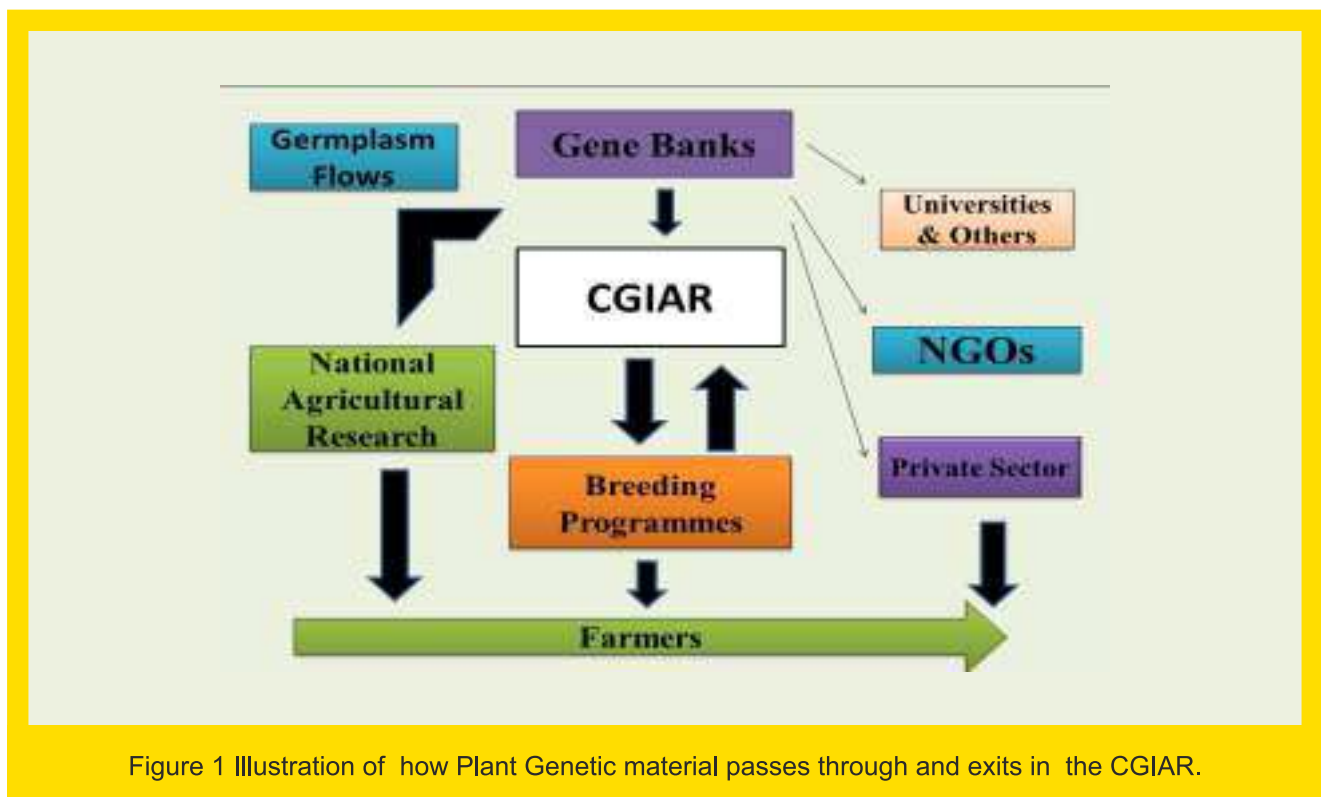 Germplasm
Flows
Gene Banks
Universities
& Others
CGIAR
NGOs
National
Agricultural
Research
Breeding
Programmes
Private Sector
Farmers
Figure 1 Illustration of how Plant Genetic material passes through and exits in the CGIAR.